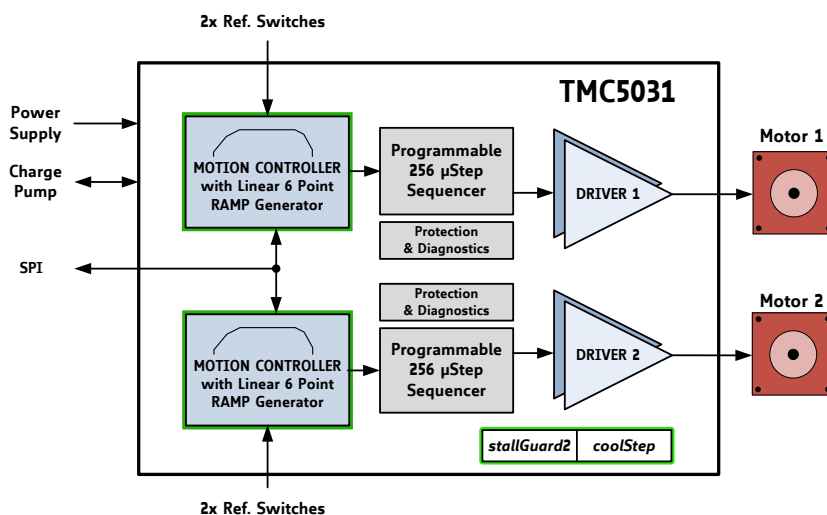 2x Ref. Switches
TMC5031
Power
Supply
Charge
Pump
SPI
MOTION CONTROLLER
with Linear 6 Point
RAMP Generator
Programmable
256 µStep
Sequencer
Protection
& Diagnostics
DRIVER 1
Motor 1
Protection
& Diagnostics
MOTION CONTROLLER
with Linear 6 Point
RAMP Generator
Programmable
256 µStep
Sequencer
DRIVER 2
Motor 2
stallGuard2 coolStep
2x Ref. Switches